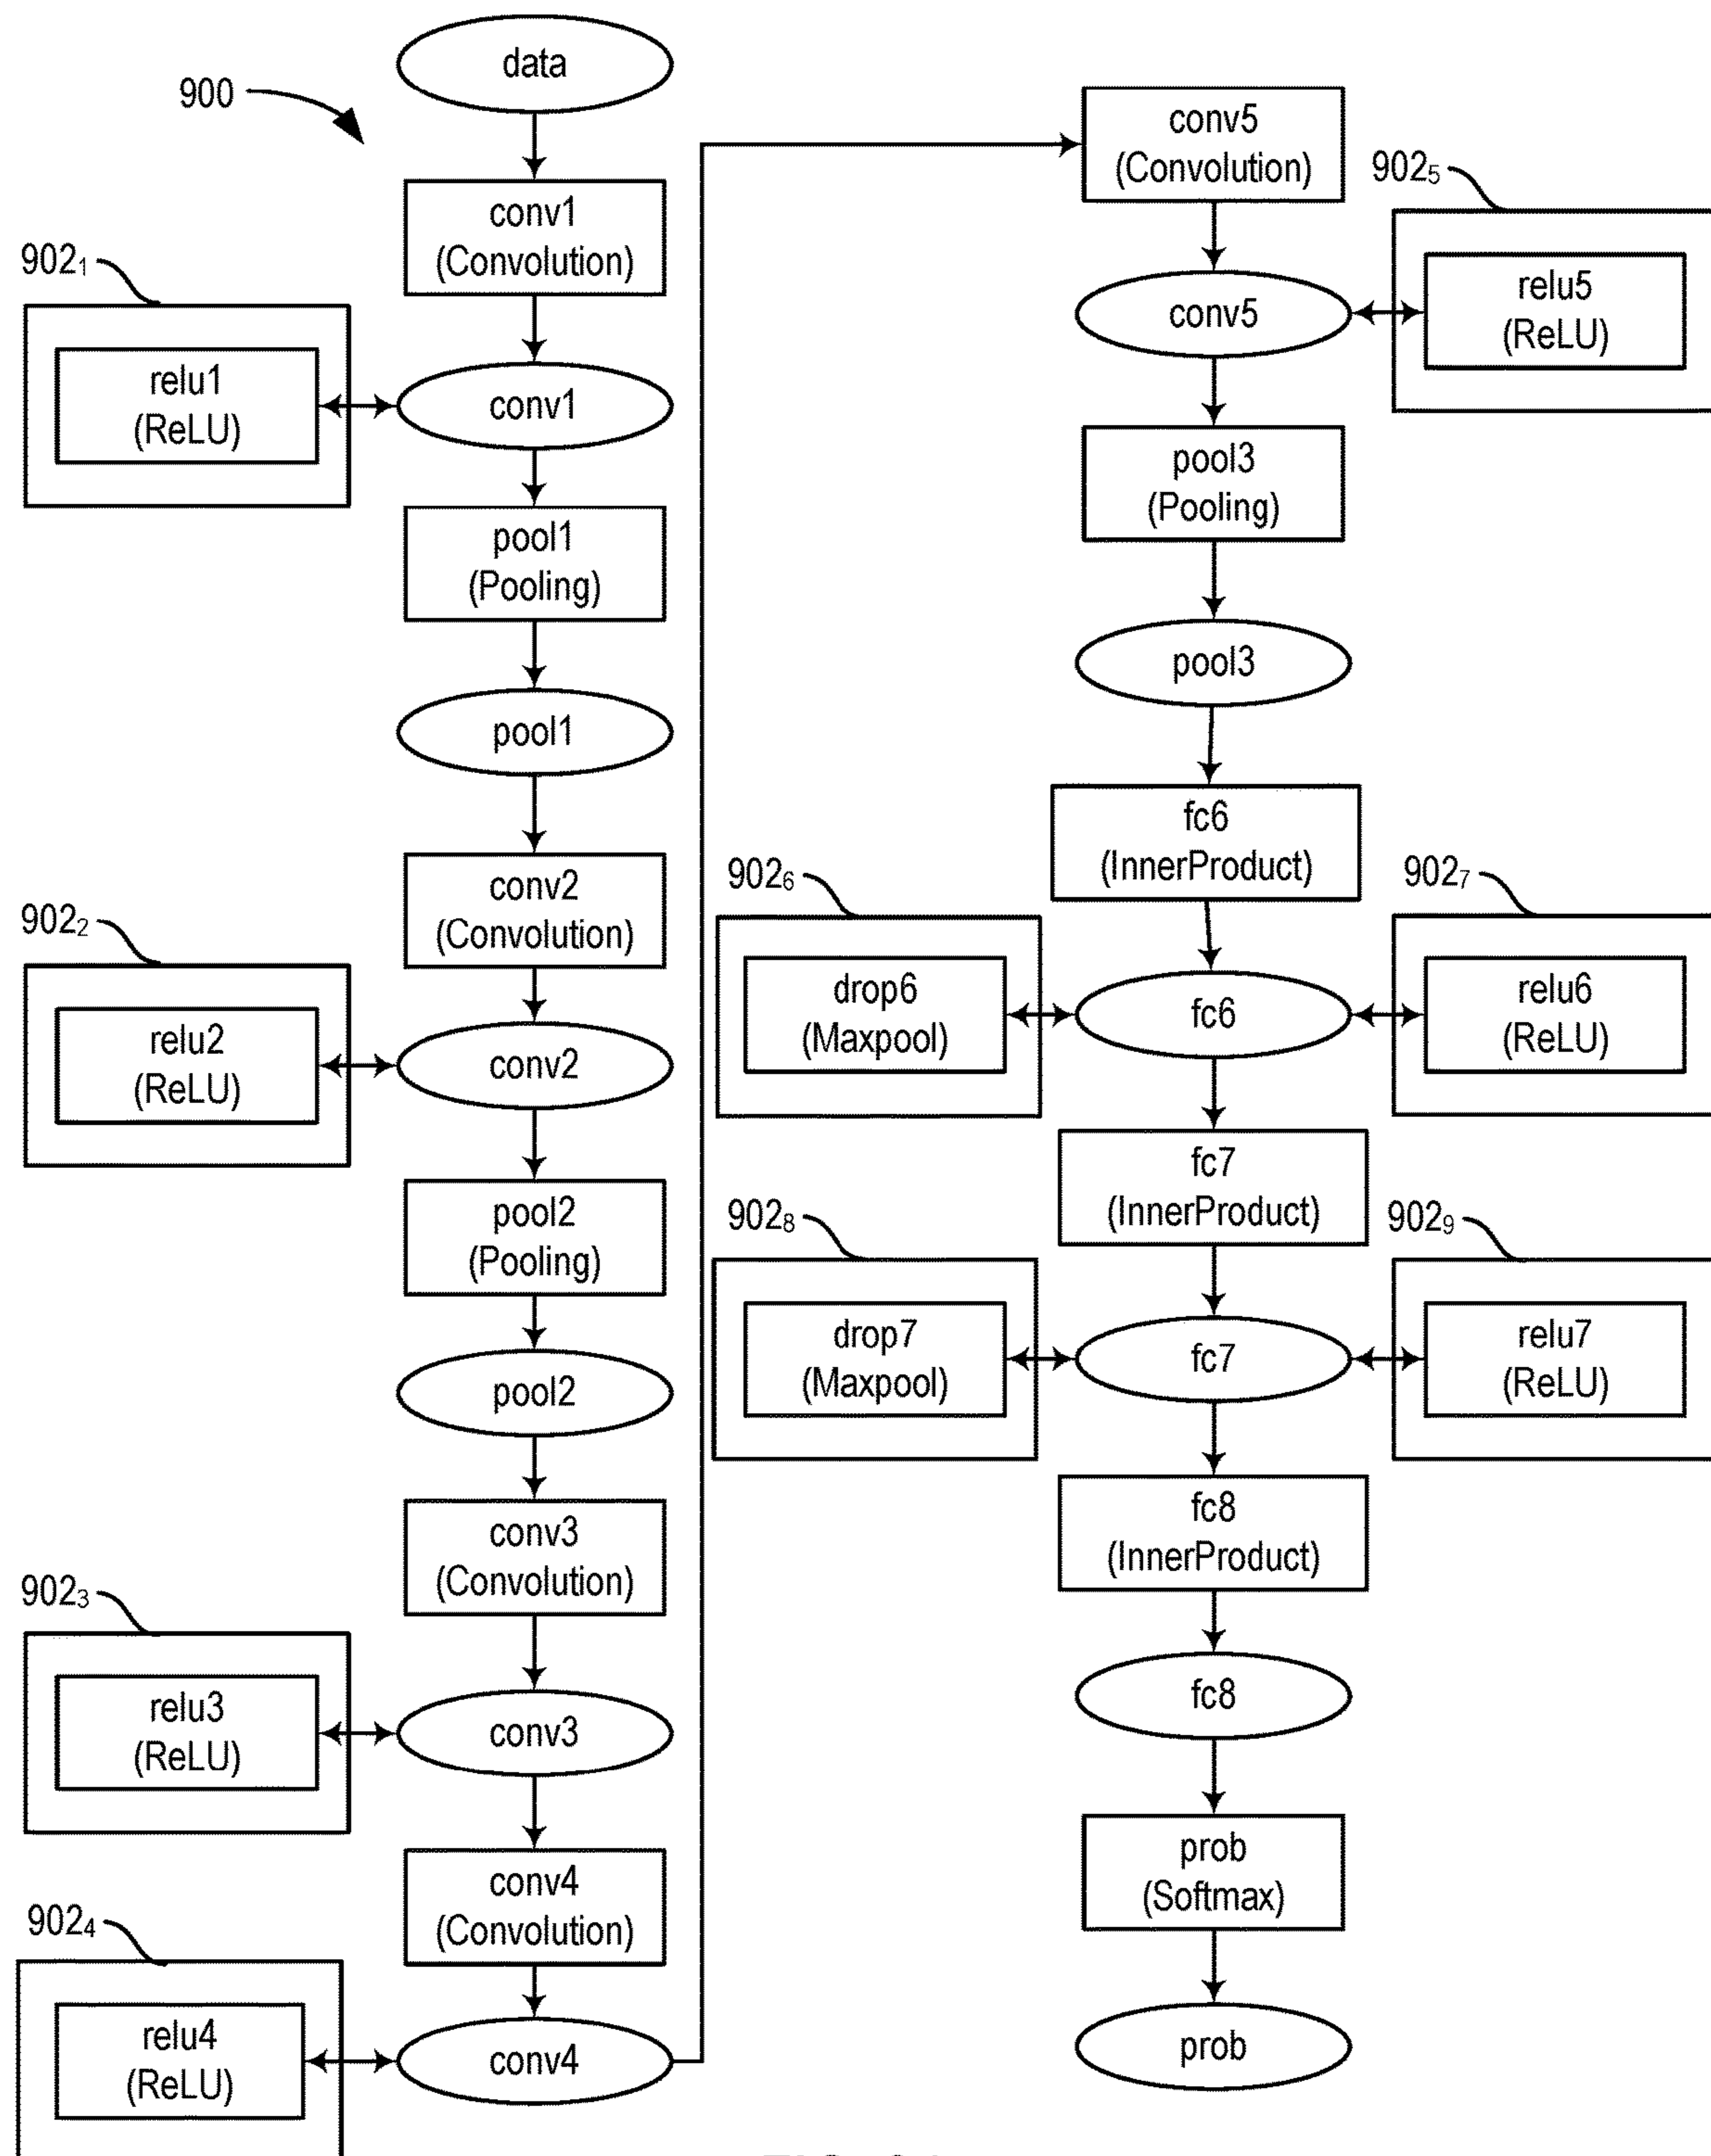 data
900
conv1
(Convolution)
902₁
relu1
(ReLU)
conv1
pool1
(Pooling)
pool1
conv2
(Convolution)
902₂
relu2
(ReLU)
conv2
pool2
(Pooling)
pool2
conv3
(Convolution)
902₃
relu3
(ReLU)
conv3
conv4
(Convolution)
902₄
relu4
(ReLU)
conv4
conv5
(Convolution)
902₅
conv5
relu5
(ReLU)
pool3
(Pooling)
pool3
fc6
(InnerProduct)
902₆
drop6
(Maxpool)
fc6
902₇
relu6
(ReLU)
fc7
(InnerProduct)
902₈
drop7
(Maxpool)
fc7
902₉
relu7
(ReLU)
fc8
(InnerProduct)
fc8
prob
(Softmax)
prob